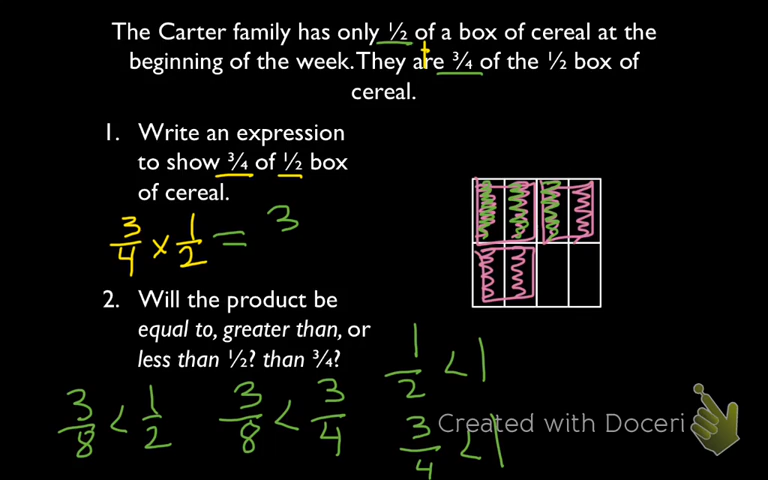 The Carter family has only ½ of a box of cereal at the
beginning of the week. They are ¾ of the ½ box of
cereal.
1. Write an expression
to show ¾ of ½ box
of cereal.
3/4 × 1/2 = 3
2. Will the product be
equal to, greater than, or
less than ½? than ¾?
1/2 < 1
3/8 < 1/2
3/8 < 3/4
3/4 < 1
Created with Doceri